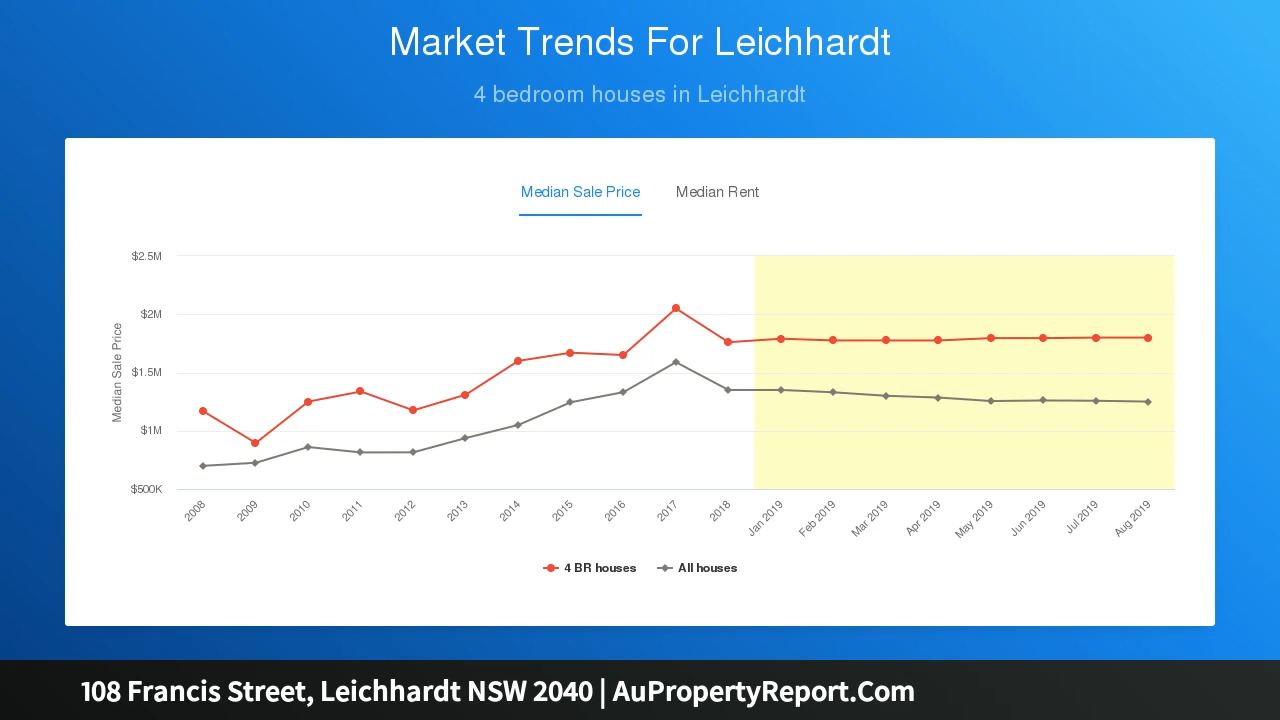 Market Trends For Leichhardt
4 bedroom houses in Leichhardt
Median Sale Price
Median Rent
$2.5M
$2M
$1.5M
$1M
$500K
Median Sale Price
2008
2009
2010
2011
2012
2013
2014
2015
2016
2017
2018
Jan 2019
Feb 2019
Mar 2019
Apr 2019
May 2019
Jun 2019
Jul 2019
Aug 2019
4 BR houses
All houses
108 Francis Street, Leichhardt NSW 2040 | AuPropertyReport.Com